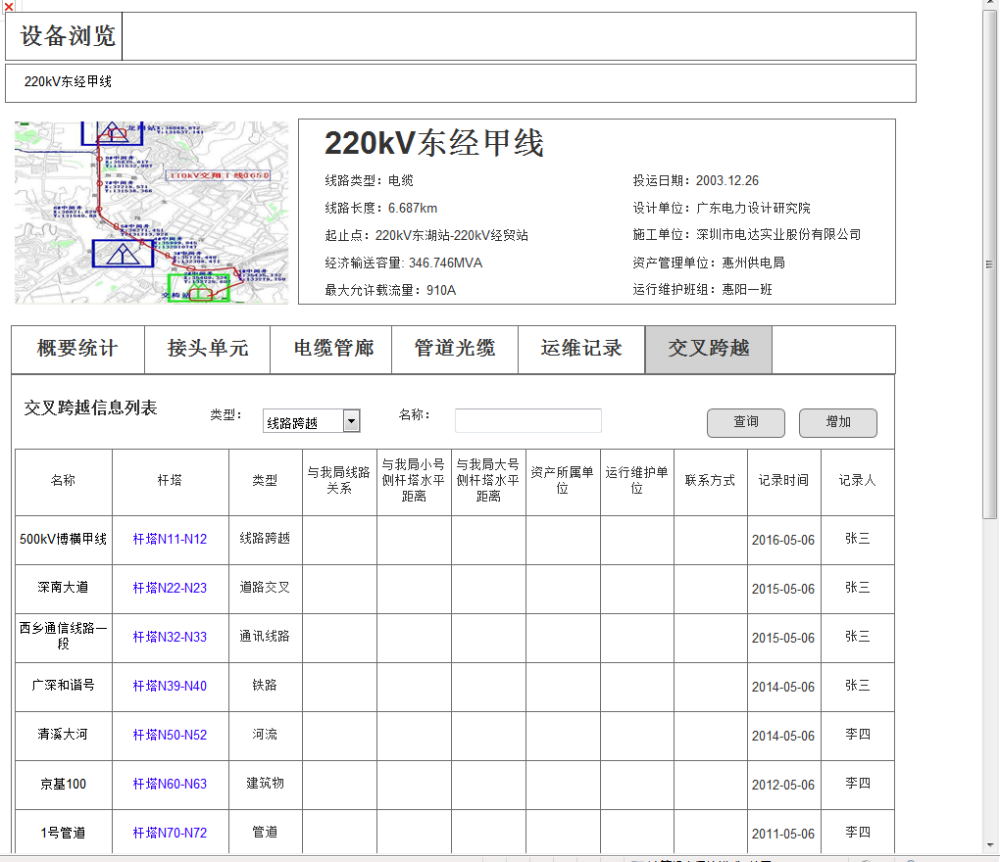 设备浏览
220kV东经甲线
110kV交翔Ⅰ线065D
220kV东经甲线
线路类型：电缆
投运日期：2003.12.26
线路长度：6.687km
设计单位：广东电力设计研究院
起止点：220kV东湖站-220kV经贸站
施工单位：深圳市电达实业股份有限公司
经济输送容量: 346.746MVA
资产管理单位：惠州供电局
最大允许载流量：910A
运行维护班组：惠阳一班
概要统计 接头单元 电缆管廊 管道光缆 运维记录 交叉跨越
交叉跨越信息列表 类型： 线路跨越 名称： 查询 增加
名称 杆塔 类型 与我局线路关系 与我局小号侧杆塔水平距离 与我局大号侧杆塔水平距离 资产所属单位 运行维护单位 联系方式 记录时间 记录人
500kV博横甲线 杆塔N11-N12 线路跨越 2016-05-06 张三
深南大道 杆塔N22-N23 道路交叉 2015-05-06 张三
西乡通信线路一段 杆塔N32-N33 通讯线路 2015-05-06 张三
广深和谐号 杆塔N39-N40 铁路 2014-05-06 张三
清溪大河 杆塔N50-N52 河流 2014-05-06 李四
京基100 杆塔N60-N63 建筑物 2012-05-06 李四
1号管道 杆塔N70-N72 管道 2011-05-06 李四